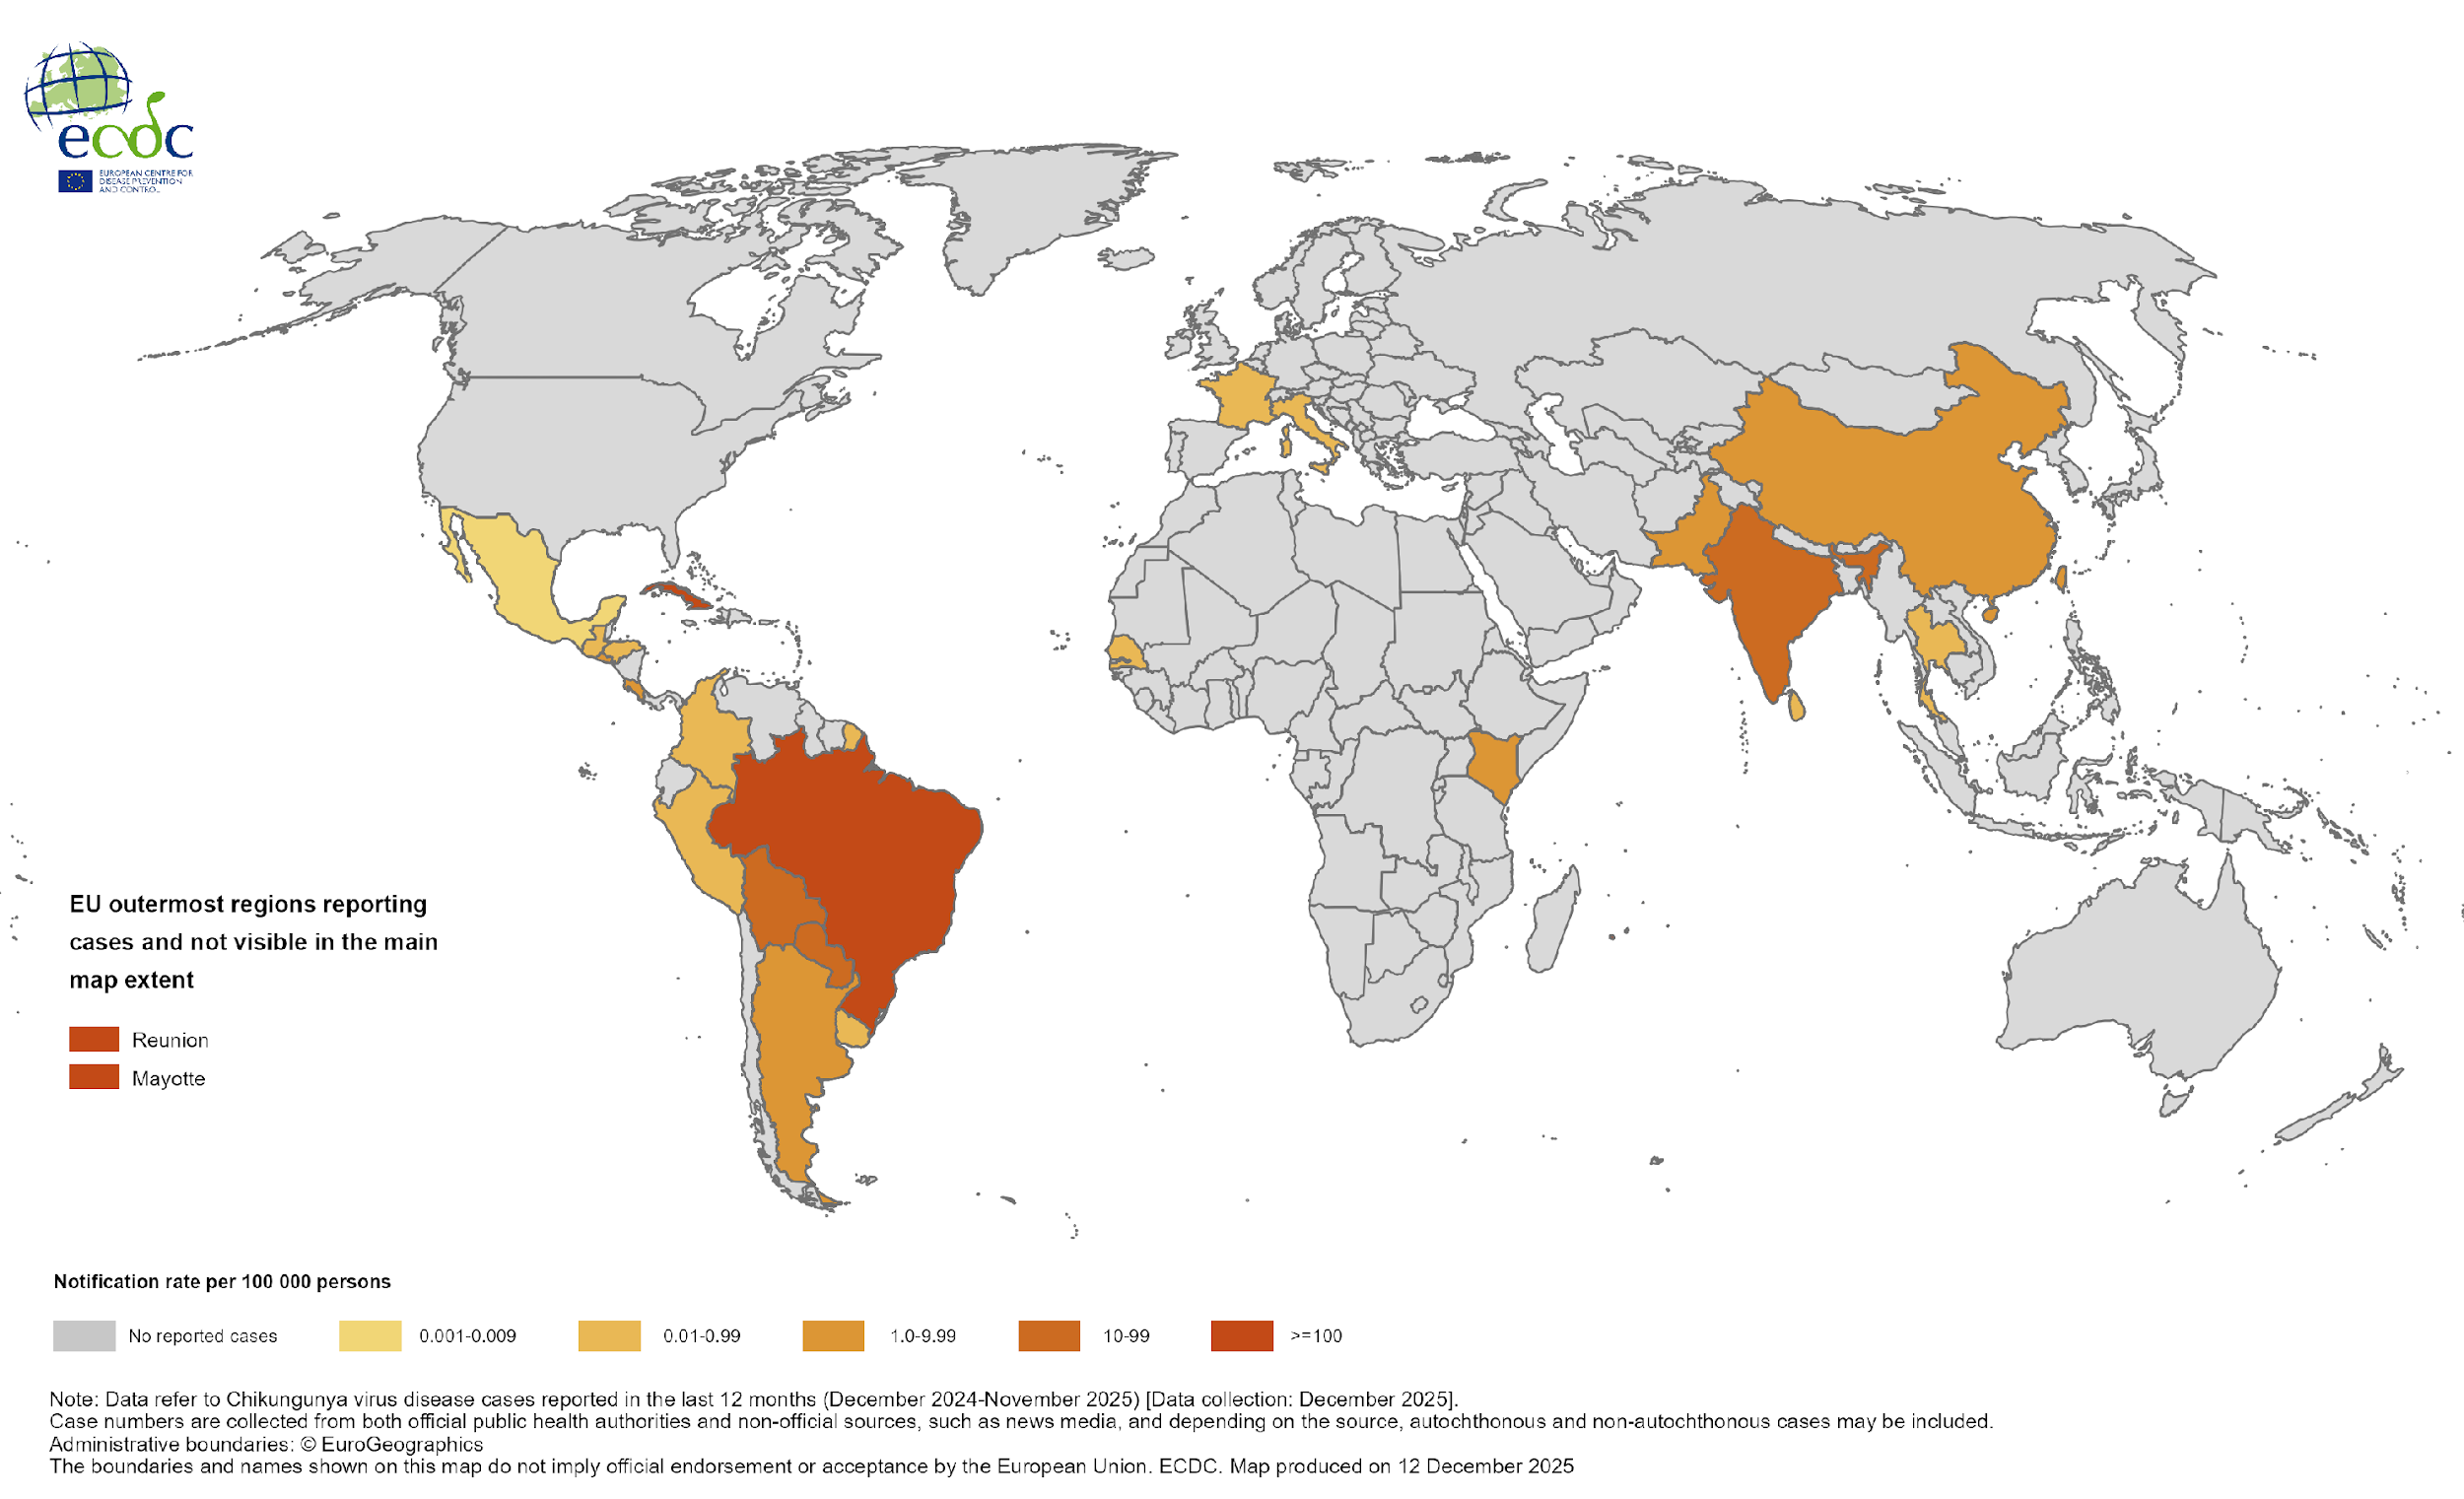 ecdc
EUROPEAN CENTRE FOR
DISEASE PREVENTION
AND CONTROL
EU outermost regions reporting
cases and not visible in the main
map extent
Reunion
Mayotte
Notification rate per 100 000 persons
No reported cases
0.001-0.009
0.01-0.99
1.0-9.99
10-99
>=100
Note: Data refer to Chikungunya virus disease cases reported in the last 12 months (December 2024-November 2025) [Data collection: December 2025].
Case numbers are collected from both official public health authorities and non-official sources, such as news media, and depending on the source, autochthonous and non-autochthonous cases may be included.
Administrative boundaries: © EuroGeographics
The boundaries and names shown on this map do not imply official endorsement or acceptance by the European Union. ECDC. Map produced on 12 December 2025